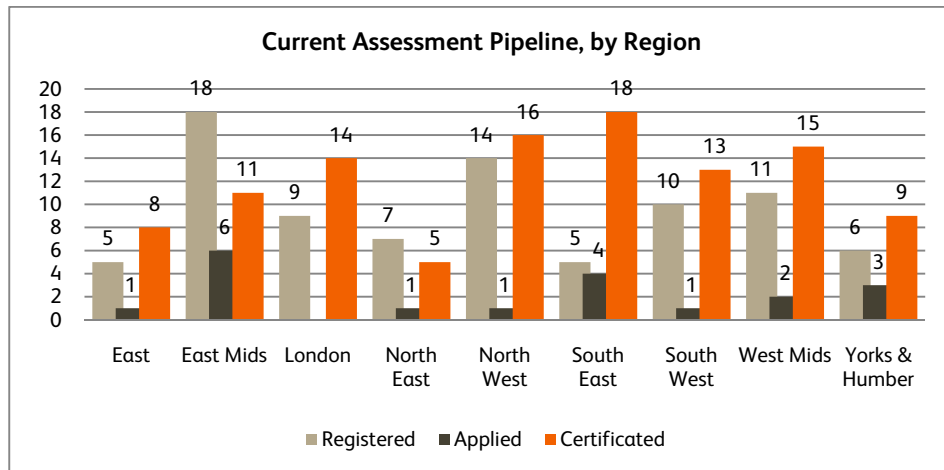 Current Assessment Pipeline, by Region
20
18
16
14
12
10
8
6
4
2
0
5
1
8
18
6
11
9
14
7
1
5
14
1
16
5
4
18
10
1
13
11
2
15
6
3
9
East
East Mids
London
North
East
North
West
South
East
South
West
West Mids
Yorks &
Humber
Registered
Applied
Certificated